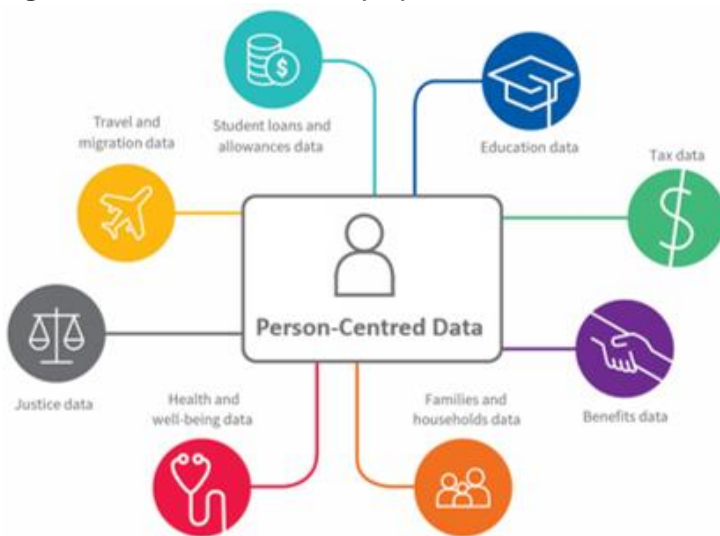 Student loans and
allowances data
Education data
Travel and
migration data
Tax data
Person-Centred Data
Justice data
Health and
well-being data
Families and
households data
Benefits data